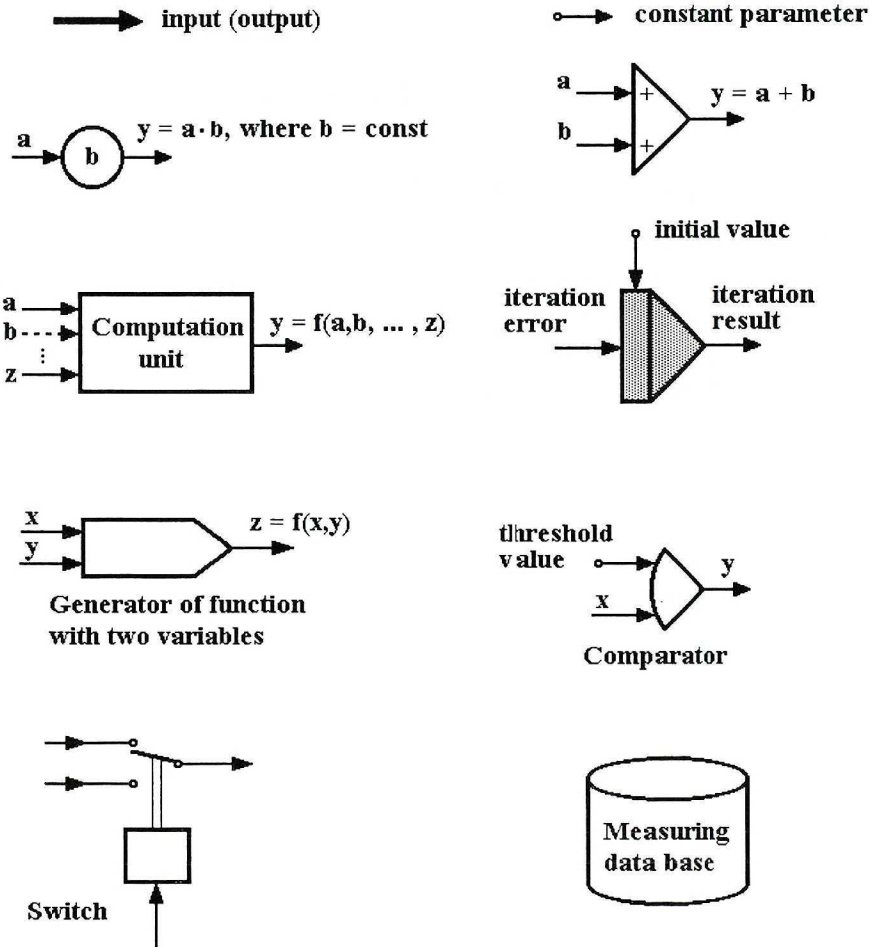 input (output)
constant parameter
a
b
y = a·b, where b = const
a
b
+
+
y = a + b
initial value
a
b
⋮
z
Computation
unit
y = f(a,b, ... , z)
iteration
error
iteration
result
x
y
z = f(x,y)
Generator of function
with two variables
threshold
value
x
y
Comparator
Switch
Measuring
data base